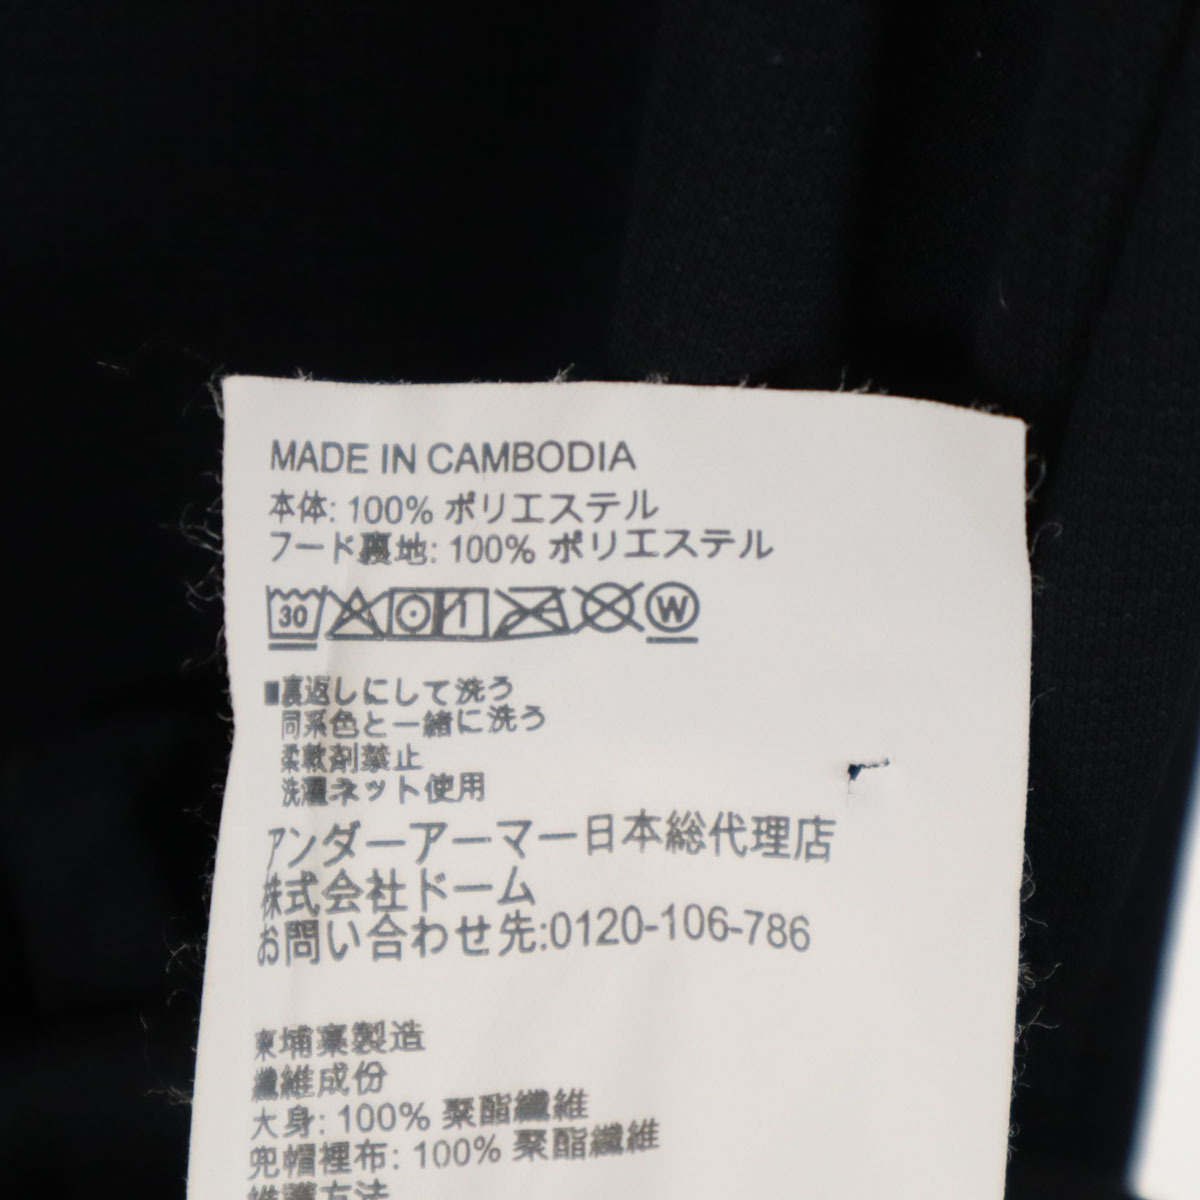 MADE IN CAMBODIA
本体: 100% ポリエステル
フード裏地: 100% ポリエステル
30 W
■裏返しにして洗う
同系色と一緒に洗う
柔軟剤禁止
洗濯ネット使用
アンダーアーマー日本総代理店
株式会社ドーム
お問い合わせ先:0120-106-786
柬埔寨製造
纖維成份
大身: 100% 聚酯纖維
兜帽裡布: 100% 聚酯纖維
維護方法